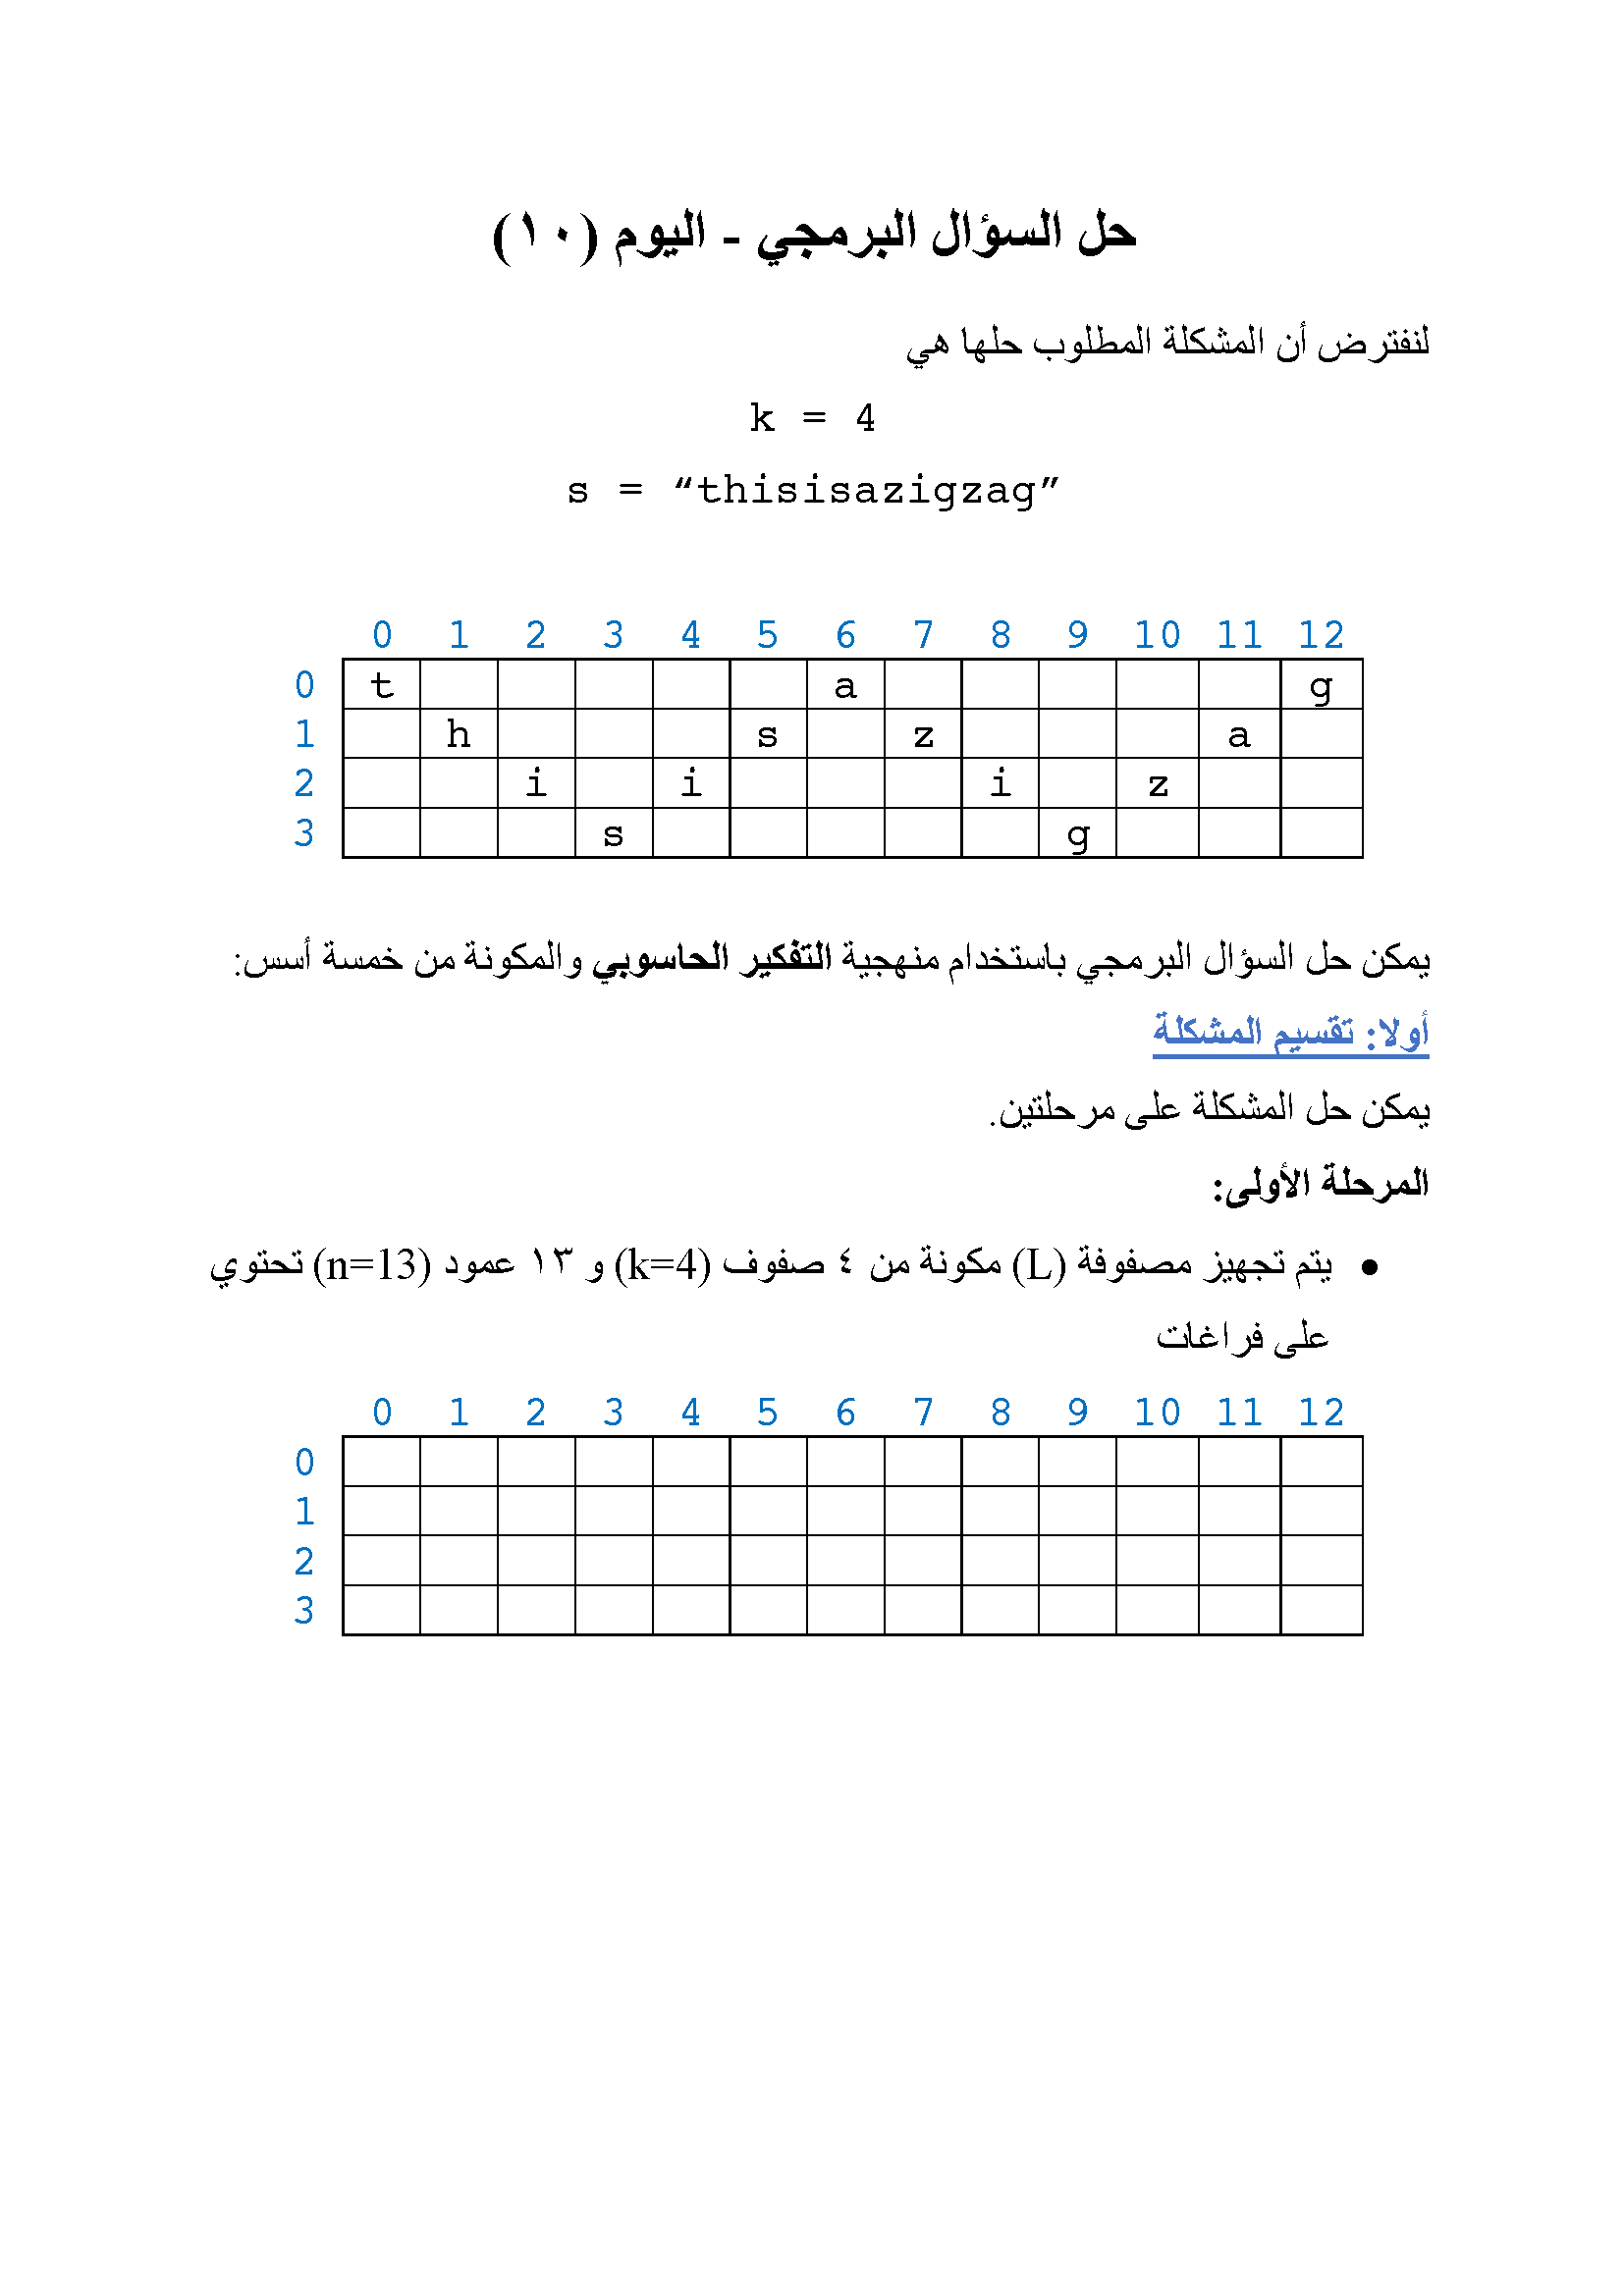 حل السؤال البرمجي - اليوم (١٠)
لنفترض أن المشكلة المطلوب حلها هي
k = 4
s = “thisisazigzag”
0 1 2 3 4 5 6 7 8 9 10 11 12
0 t a g
1 h s z a
2 i i i z
3 s g
يمكن حل السؤال البرمجي باستخدام منهجية التفكير الحاسوبي والمكونة من خمسة أسس:
أولا: تقسيم المشكلة
يمكن حل المشكلة على مرحلتين.
المرحلة الأولى:
• يتم تجهيز مصفوفة (L) مكونة من ٤ صفوف (k=4) و ١٣ عمود (n=13) تحتوي
على فراغات
0 1 2 3 4 5 6 7 8 9 10 11 12
0
1
2
3